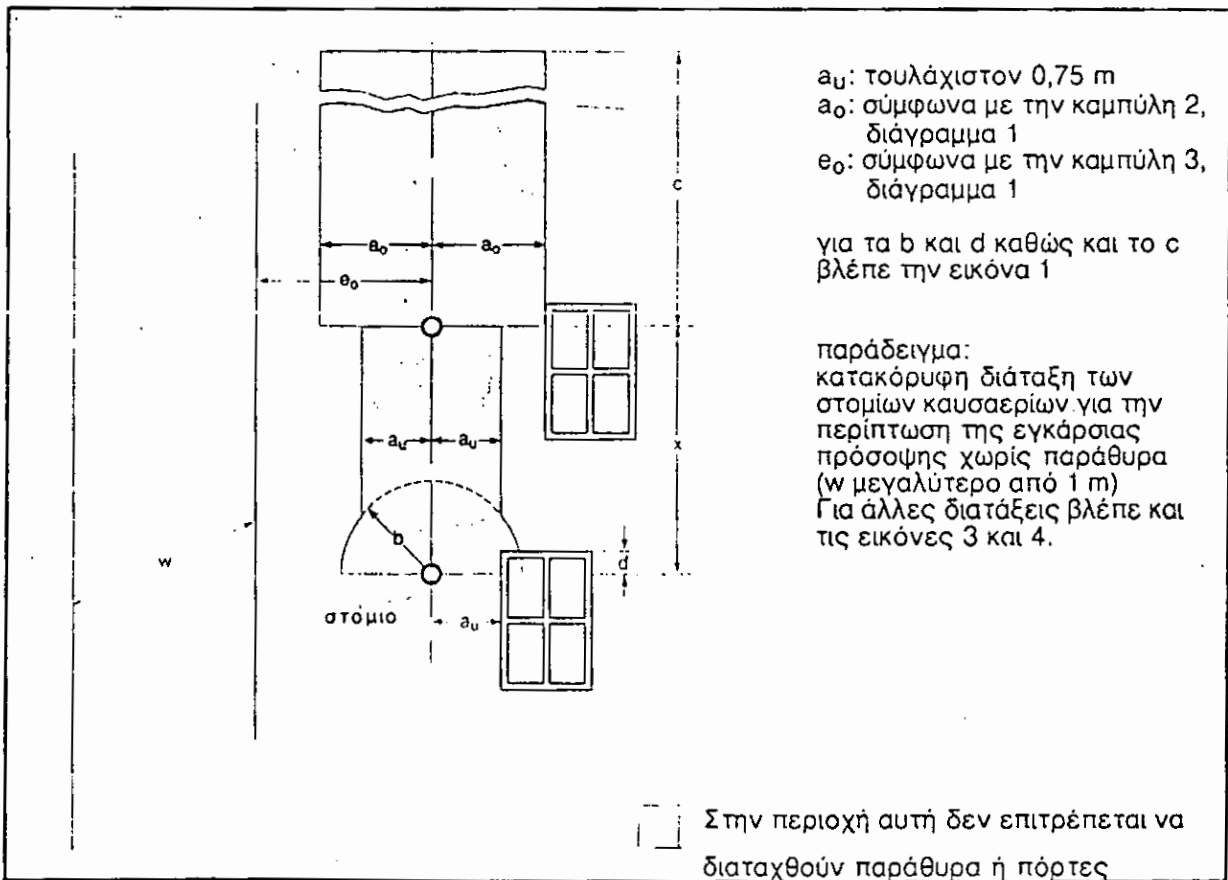 a_u: τουλάχιστον 0,75 m
a_o: σύμφωνα με την καμπύλη 2,
διάγραμμα 1
e_o: σύμφωνα με την καμπύλη 3,
διάγραμμα 1
για τα b και d καθώς και το c
βλέπε την εικόνα 1
παράδειγμα:
κατακόρυφη διάταξη των
στομίων καυσαερίων για την
περίπτωση της εγκάρσιας
πρόσοψης χωρίς παράθυρα
(w μεγαλύτερο από 1 m)
Για άλλες διατάξεις βλέπε και
τις εικόνες 3 και 4.
c
a_o a_o
e_o
a_u a_u
x
b
d
w
στόμιο
a_u
Στην περιοχή αυτή δεν επιτρέπεται να
διαταχθούν παράθυρα ή πόρτες